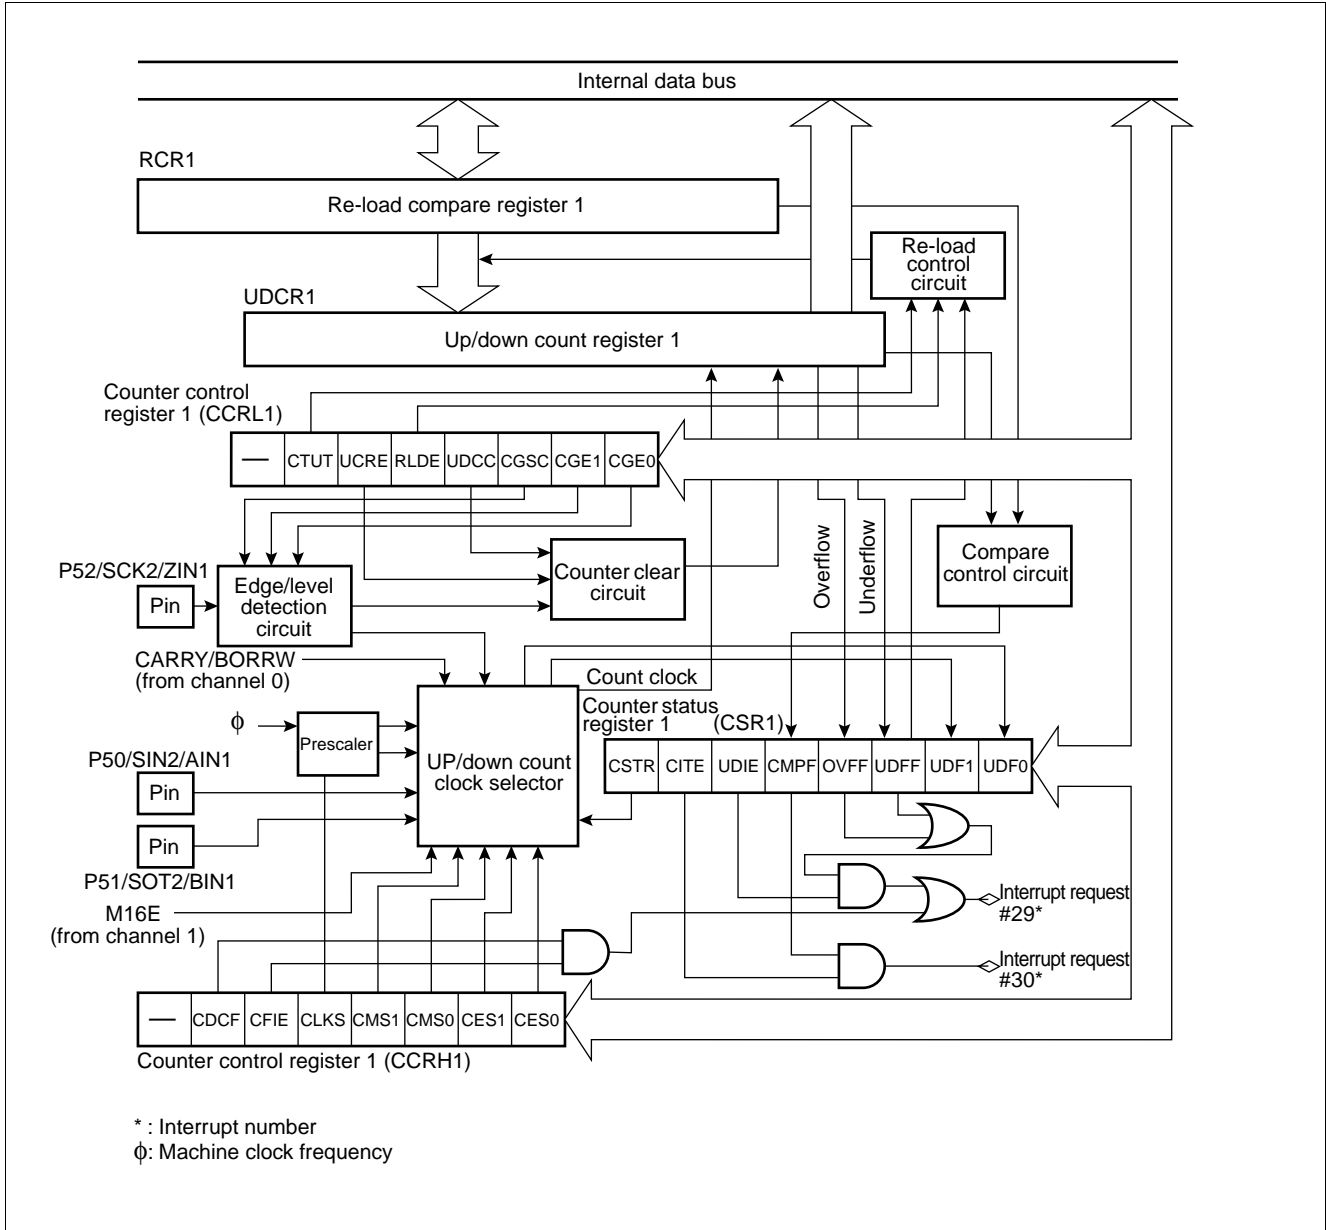 Internal data bus
RCR1
Re-load compare register 1
Re-load
control
circuit
UDCR1
Up/down count register 1
Counter control
register 1 (CCRL1)
— CTUT UCRE RLDE UDCC CGSC CGE1 CGE0
Overflow
Underflow
Compare
control circuit
P52/SCK2/ZIN1
Pin
Edge/level
detection
circuit
Counter clear
circuit
CARRY/BORRW
(from channel 0)
Count clock
Counter status
register 1 (CSR1)
ϕ
Prescaler
UP/down count
clock selector
CSTR CITE UDIE CMPF OVFF UDFF UDF1 UDF0
P50/SIN2/AIN1
Pin
Pin
P51/SOT2/BIN1
M16E
(from channel 1)
Interrupt request
#29*
Interrupt request
#30*
— CDCF CFIE CLKS CMS1 CMS0 CES1 CES0
Counter control register 1 (CCRH1)
* : Interrupt number
ϕ: Machine clock frequency